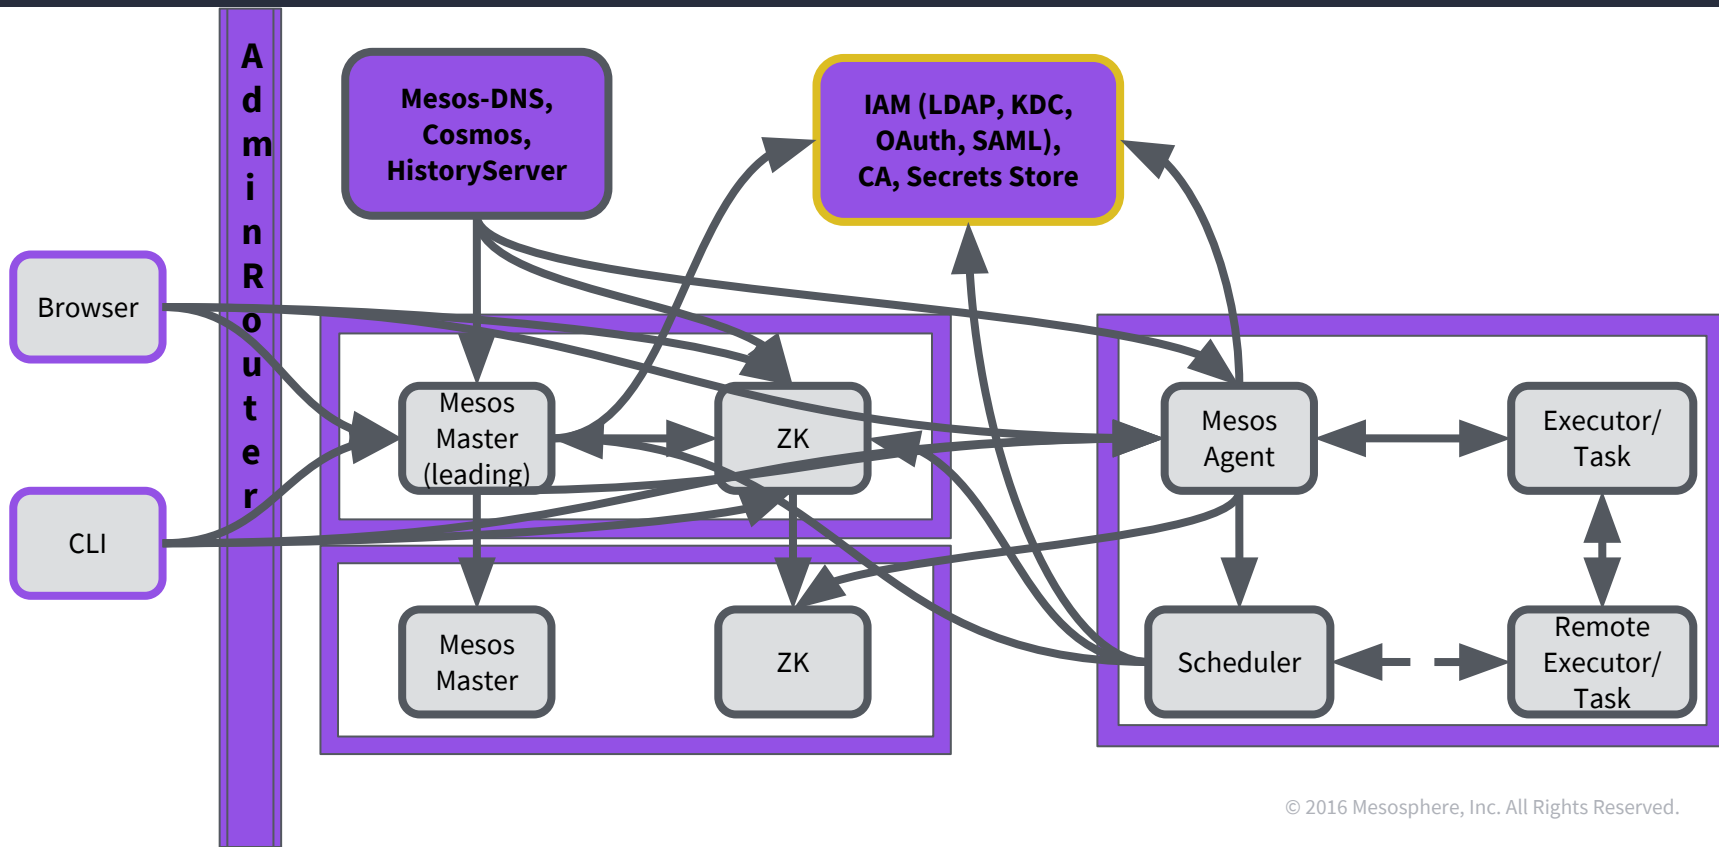 AdminRouter
Mesos-DNS,
Cosmos,
HistoryServer
IAM (LDAP, KDC,
OAuth, SAML),
CA, Secrets Store
Browser
CLI
Mesos
Master
(leading)
ZK
Mesos
Agent
Executor/
Task
Mesos
Master
ZK
Scheduler
Remote
Executor/
Task
© 2016 Mesosphere, Inc. All Rights Reserved.